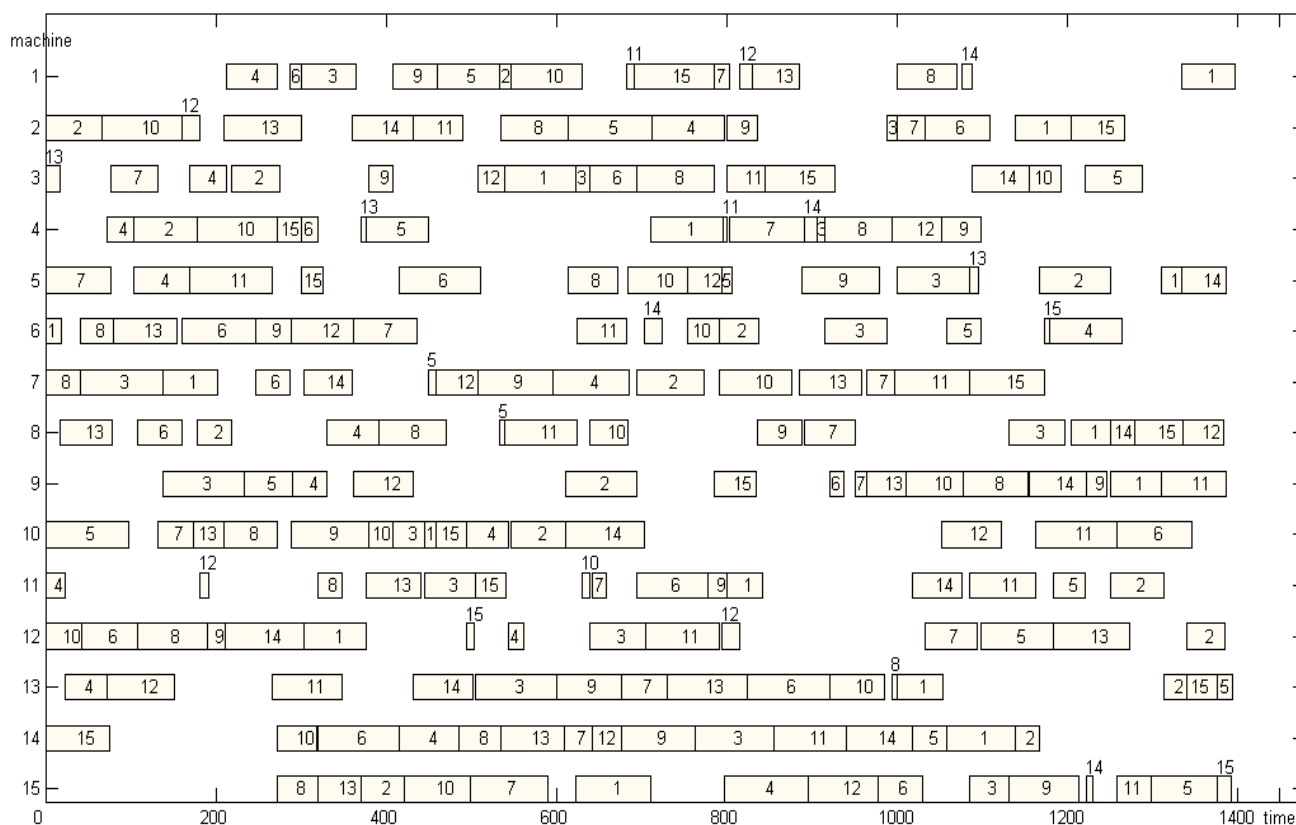 machine
11 12 14
1 4 6 3 9 5 2 10 15 7 13 8 1
12
2 2 10 13 14 11 8 5 4 9 3 7 6 1 15
13
3 7 4 2 9 12 1 3 6 8 11 15 14 10 5
13 11 14
4 4 2 10 15 6 5 1 7 3 8 12 9
13
5 7 4 11 15 6 8 10 12 5 9 3 2 1 14
14 15
6 1 8 13 6 9 12 7 11 10 2 3 5 4
5
7 8 3 1 6 14 12 9 4 2 10 13 7 11 15
5
8 13 6 2 4 8 11 10 9 7 3 1 14 15 12
9 3 5 4 12 2 15 6 7 13 10 8 14 9 1 11
10 5 7 13 8 9 10 3 1 15 4 2 14 12 11 6
12 10
11 4 8 13 3 15 7 6 9 1 14 11 5 2
15 12
12 10 6 8 9 14 1 4 3 11 7 5 13 2
8
13 4 12 11 14 3 9 7 13 6 10 1 2 15 5
14 15 10 6 4 8 13 7 12 9 3 11 14 5 1 2
14 15
15 8 13 2 10 7 1 4 12 6 3 9 11 5
0 200 400 600 800 1000 1200 1400 time